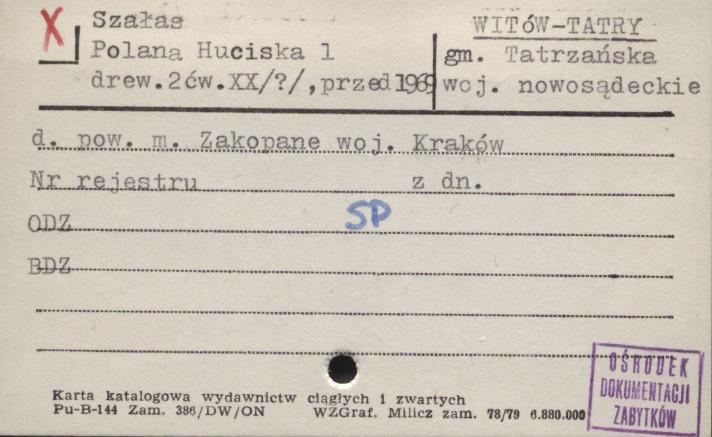 X
Szałas
Polana Huciska 1
drew.2ćw.XX/?/,przed1969
WITÓW-TATRY
gm. Tatrzańska
woj. nowosądeckie
d. pow. m. Zakopane woj. Kraków
Nr rejestru z dn.
SP
ODZ
BDZ
Karta katalogowa wydawnictw ciągłych i zwartych
Pu-B-144 Zam. 386/DW/ON WZGraf. Milicz zam. 78/79 6.880.000
OŚRODEK
DOKUMENTACJI
ZABYTKÓW